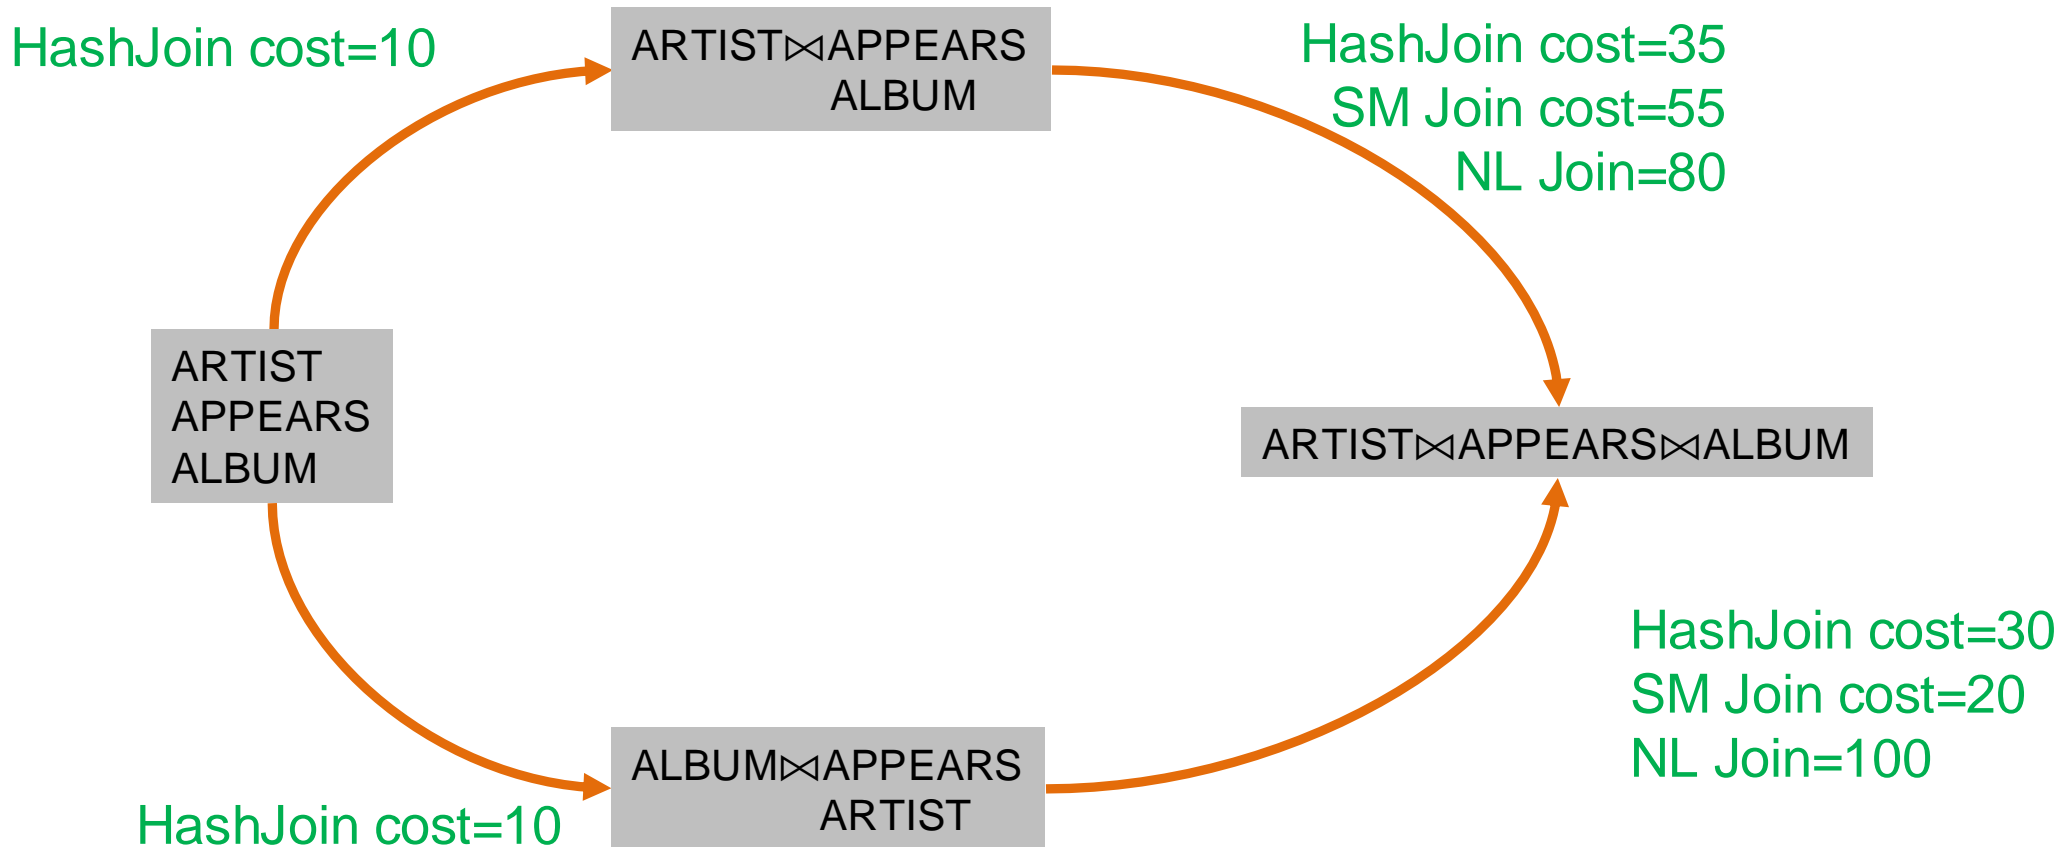 HashJoin cost=10
ARTIST⋈APPEARS
ALBUM
HashJoin cost=35
SM Join cost=55
NL Join=80
ARTIST
APPEARS
ALBUM
ARTIST⋈APPEARS⋈ALBUM
HashJoin cost=10
ALBUM⋈APPEARS
ARTIST
HashJoin cost=30
SM Join cost=20
NL Join=100